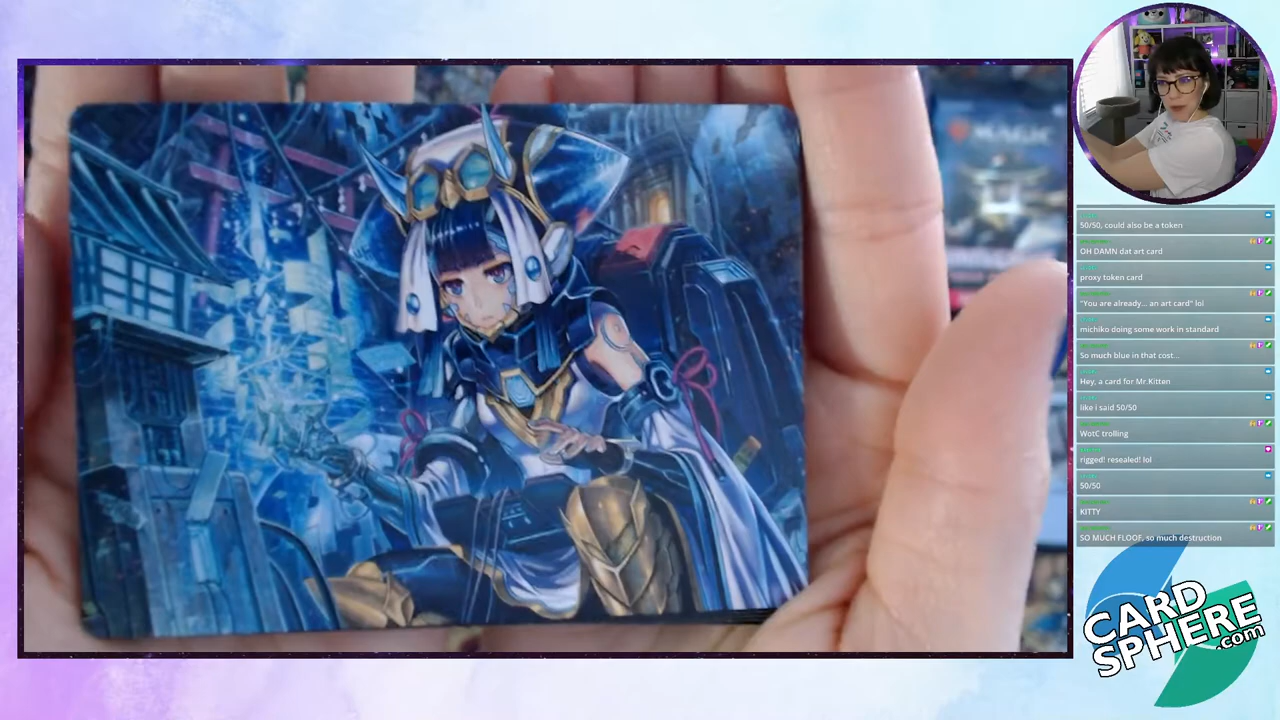 MAGIC
50/50, could also be a token
OH DAMN dat art card
proxy token card
"You are already... an art card" lol
michiko doing some work in standard
So much blue in that cost...
Hey, a card for Mr.Kitten
like i said 50/50
WotC trolling
rigged! resealed! lol
50/50
KITTY
SO MUCH FLOOF. so much destruction
CARD
SPHERE
.com